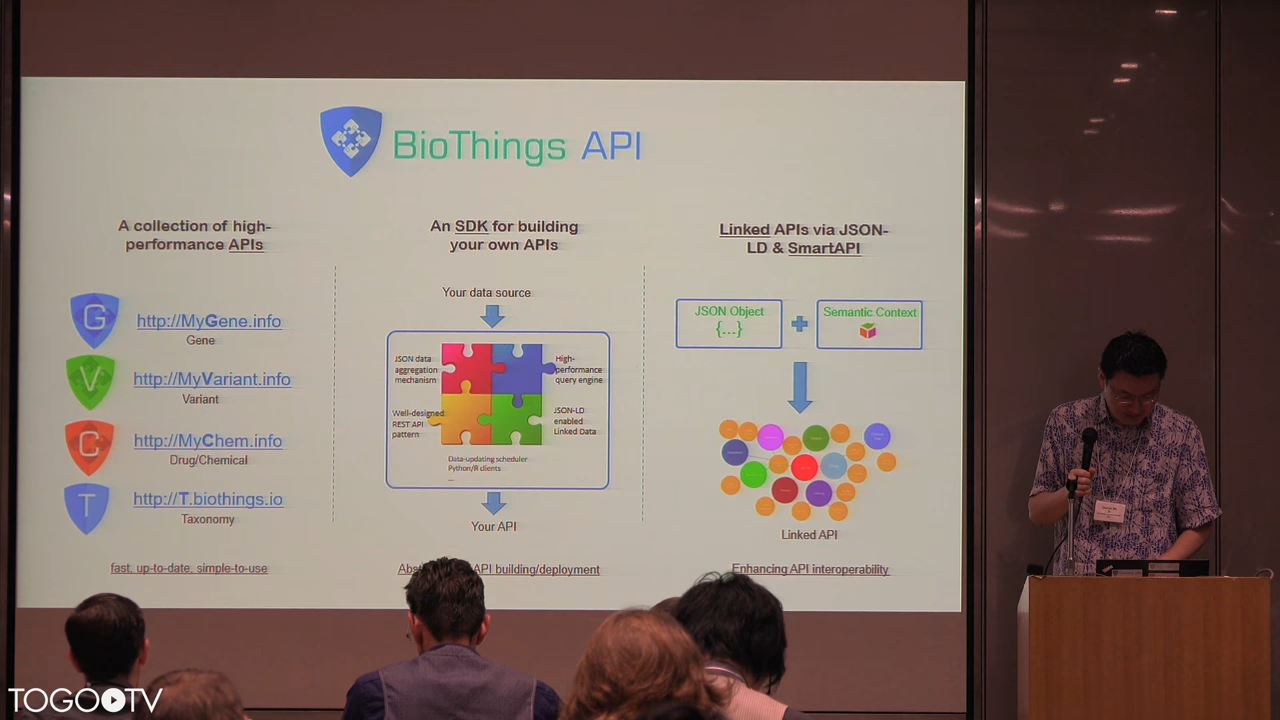 BioThings API
A collection of high-
performance APIs
G
http://MyGene.info
Gene
V
http://MyVariant.info
Variant
C
http://MyChem.info
Drug/Chemical
T
http://T.biothings.io
Taxonomy
fast, up-to-date, simple-to-use
An SDK for building
your own APIs
Your data source
JSON data
aggregation
mechanism
High-
performance
query engine
Well-designed
REST API
pattern
JSON-LD
enabled
Linked Data
Data-updating scheduler
Python/R clients
...
Your API
API building/deployment
Linked APIs via JSON-
LD & SmartAPI
JSON Object
{...}
Semantic Context
Linked API
Enhancing API interoperability
TOGOTV